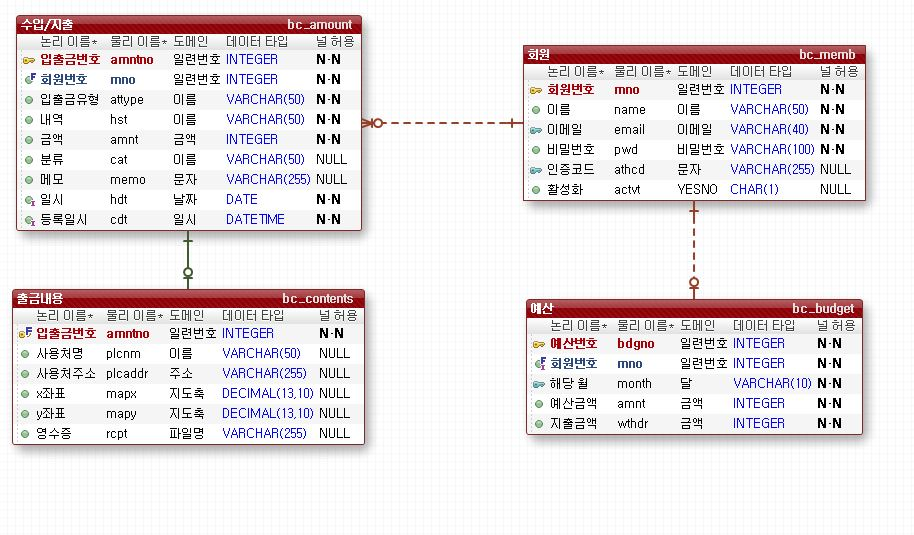 수입/지출 bc_amount
논리 이름* 물리 이름* 도메인 데이터 타입 널 허용
입출금번호 amntno 일련번호 INTEGER N·N
회원번호 mno 일련번호 INTEGER N·N
입출금유형 attype 이름 VARCHAR(50) N·N
내역 hst 이름 VARCHAR(50) N·N
금액 amnt 금액 INTEGER N·N
분류 cat 이름 VARCHAR(50) NULL
메모 memo 문자 VARCHAR(255) NULL
일시 hdt 날짜 DATE N·N
등록일시 cdt 일시 DATETIME N·N
회원 bc_memb
논리 이름* 물리 이름* 도메인 데이터 타입 널 허용
회원번호 mno 일련번호 INTEGER N·N
이름 name 이름 VARCHAR(50) N·N
이메일 email 이메일 VARCHAR(40) N·N
비밀번호 pwd 비밀번호 VARCHAR(100) N·N
인증코드 athcd 문자 VARCHAR(255) NULL
활성화 actvt YESNO CHAR(1) NULL
출금내용 bc_contents
논리 이름* 물리 이름* 도메인 데이터 타입 널 허용
입출금번호 amntno 일련번호 INTEGER N·N
사용처명 plcnm 이름 VARCHAR(50) NULL
사용처주소 plcaddr 주소 VARCHAR(255) NULL
x좌표 mapx 지도축 DECIMAL(13,10) NULL
y좌표 mapy 지도축 DECIMAL(13,10) NULL
영수증 rcpt 파일명 VARCHAR(255) NULL
예산 bc_budget
논리 이름* 물리 이름* 도메인 데이터 타입 널 허용
예산번호 bdgno 일련번호 INTEGER N·N
회원번호 mno 일련번호 INTEGER N·N
해당 월 month 달 VARCHAR(10) N·N
예산금액 amnt 금액 INTEGER N·N
지출금액 wthdr 금액 INTEGER N·N